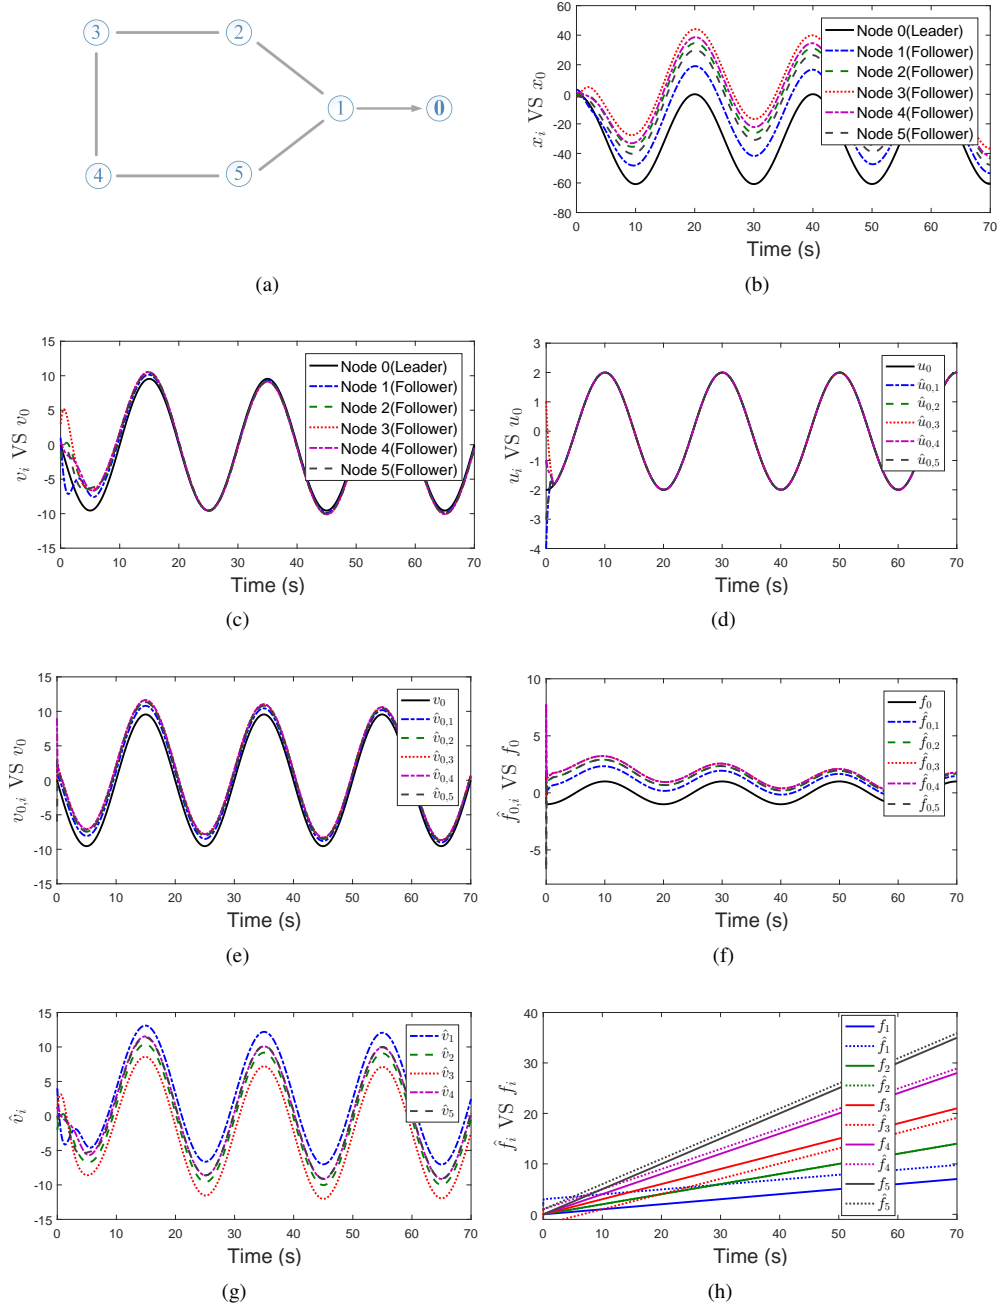 3
2
1
0
4
5
(a)
60
40
20
0
-20
-40
-60
-80
x_i VS x_0
Node 0(Leader)
Node 1(Follower)
Node 2(Follower)
Node 3(Follower)
Node 4(Follower)
Node 5(Follower)
0 10 20 30 40 50 60 70
Time (s)
(b)
15
10
5
0
-5
-10
-15
v_i VS v_0
Node 0(Leader)
Node 1(Follower)
Node 2(Follower)
Node 3(Follower)
Node 4(Follower)
Node 5(Follower)
0 10 20 30 40 50 60 70
Time (s)
(c)
3
2
1
0
-1
-2
-3
-4
u_i VS u_0
u_0
û_{0,1}
û_{0,2}
û_{0,3}
û_{0,4}
û_{0,5}
0 10 20 30 40 50 60 70
Time (s)
(d)
15
10
5
0
-5
-10
-15
v_{0,i} VS v_0
v_0
v̂_{0,1}
v̂_{0,2}
v̂_{0,3}
v̂_{0,4}
v̂_{0,5}
0 10 20 30 40 50 60 70
Time (s)
(e)
10
5
0
-5
f̂_{0,i} VS f_0
f_0
f̂_{0,1}
f̂_{0,2}
f̂_{0,3}
f̂_{0,4}
f̂_{0,5}
0 10 20 30 40 50 60 70
Time (s)
(f)
15
10
5
0
-5
-10
-15
v̂_i
v̂_1
v̂_2
v̂_3
v̂_4
v̂_5
0 10 20 30 40 50 60 70
Time (s)
(g)
40
30
20
10
0
f̂_i VS f_i
f_1
f̂_1
f_2
f̂_2
f_3
f̂_3
f_4
f̂_4
f_5
f̂_5
0 10 20 30 40 50 60 70
Time (s)
(h)